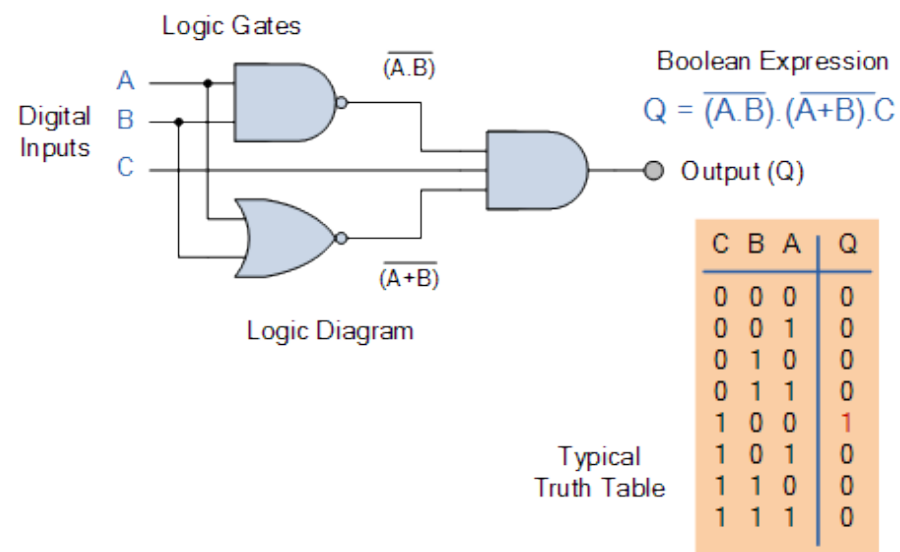 Logic Gates
A
B
C
Digital
Inputs
(A̅.̅B̅)
(A̅+̅B̅)
Logic Diagram
Boolean Expression
Q = (A̅.̅B̅).(A̅+̅B̅).C
Output (Q)
C B A Q
0 0 0 0
0 0 1 0
0 1 0 0
0 1 1 0
1 0 0 1
1 0 1 0
1 1 0 0
1 1 1 0
Typical
Truth Table